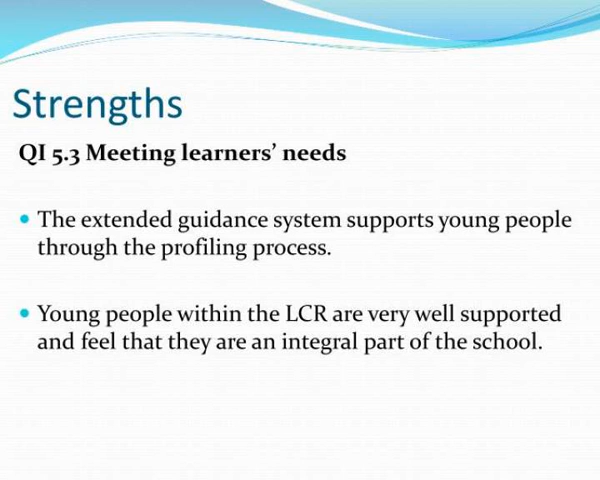 Strengths
QI 5.3 Meeting learners’ needs
The extended guidance system supports young people
through the profiling process.
Young people within the LCR are very well supported
and feel that they are an integral part of the school.